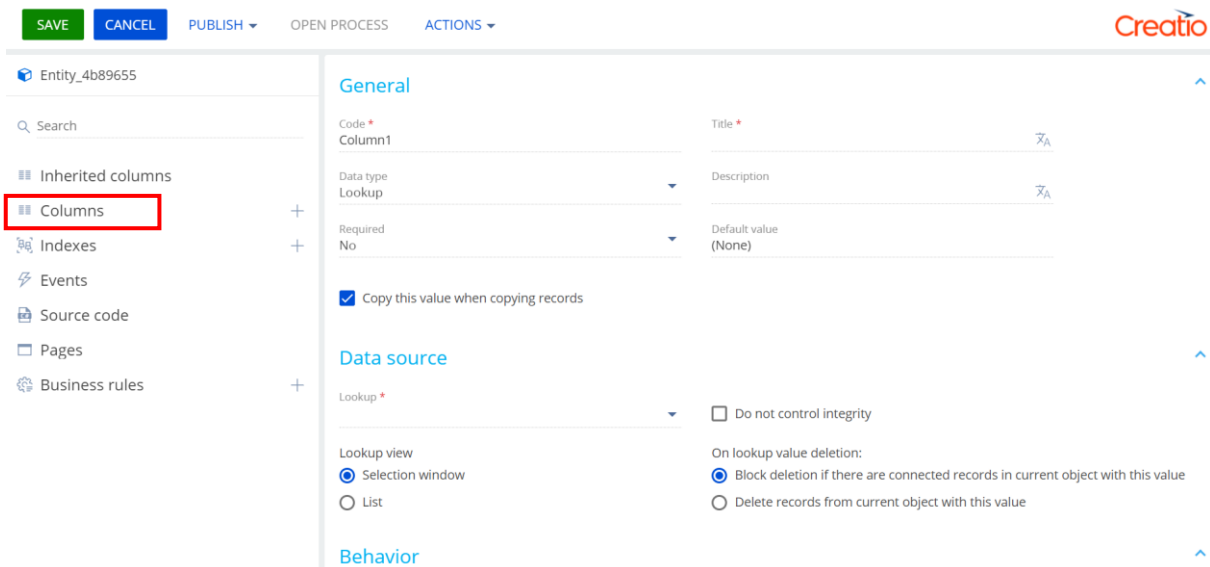 SAVE CANCEL PUBLISH OPEN PROCESS ACTIONS Creatio
Entity_4b89655
Search
Inherited columns
Columns
Indexes
Events
Source code
Pages
Business rules
General
Code * Title *
Column1
Data type Description
Lookup
Required Default value
No (None)
Copy this value when copying records
Data source
Lookup *
Do not control integrity
Lookup view On lookup value deletion:
Selection window Block deletion if there are connected records in current object with this value
List Delete records from current object with this value
Behavior